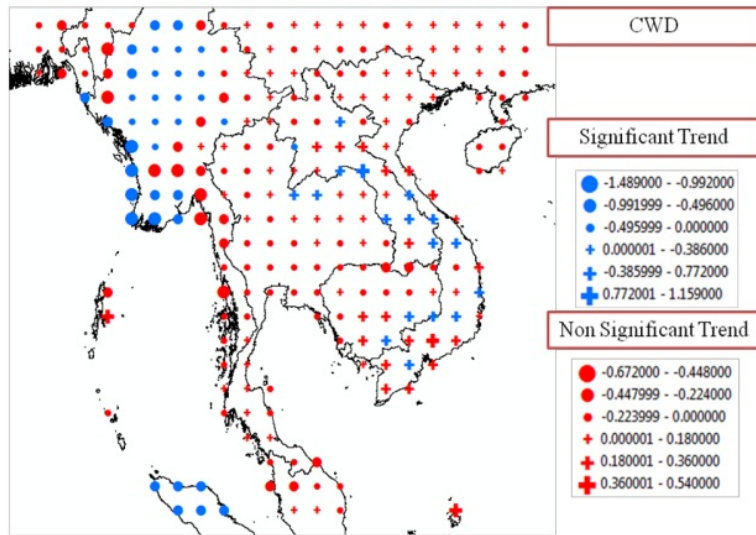 CWD
Significant Trend
-1.489000 - -0.992000
-0.991999 - -0.496000
-0.495999 - 0.000000
0.000001 - -0.386000
-0.385999 - 0.772000
0.772001 - 1.159000
Non Significant Trend
-0.672000 - -0.448000
-0.447999 - -0.224000
-0.223999 - 0.000000
0.000001 - 0.180000
0.180001 - 0.360000
0.360001 - 0.540000